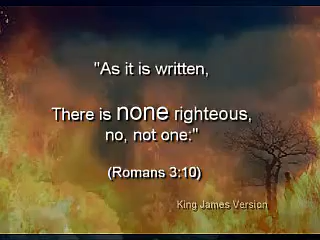 "As it is written,
There is none righteous,
no, not one:"
(Romans 3:10)
King James Version